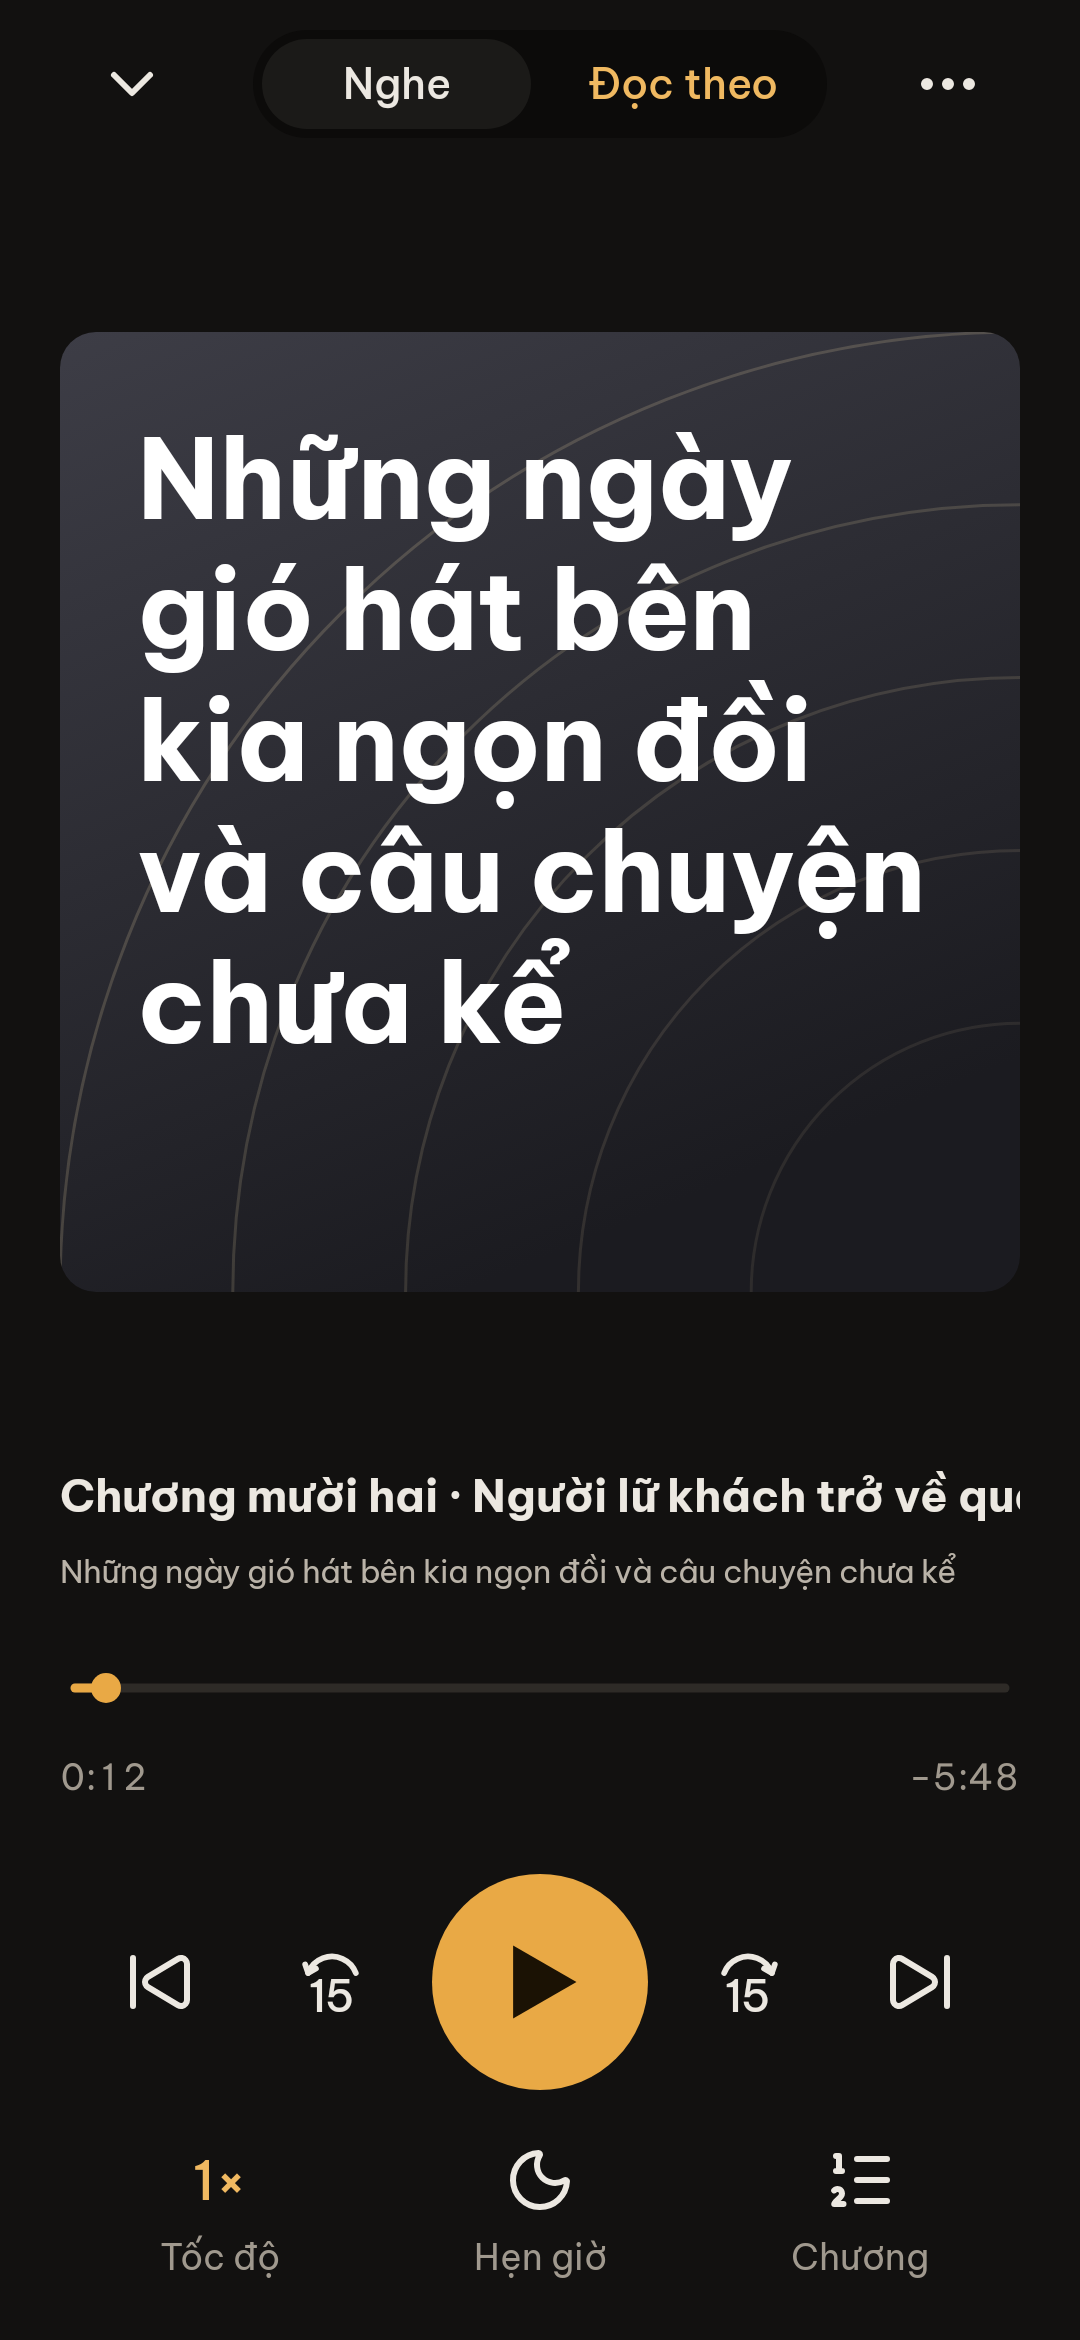 Nghe Đọc theo
Những ngày
gió hát bên
kia ngọn đồi
và câu chuyện
chưa kể
Chương mười hai · Người lữ khách trở về
Những ngày gió hát bên kia ngọn đồi và câu chuyện chưa kể
0:12 −5:48
15 15
1×
Tốc độ Hẹn giờ Chương